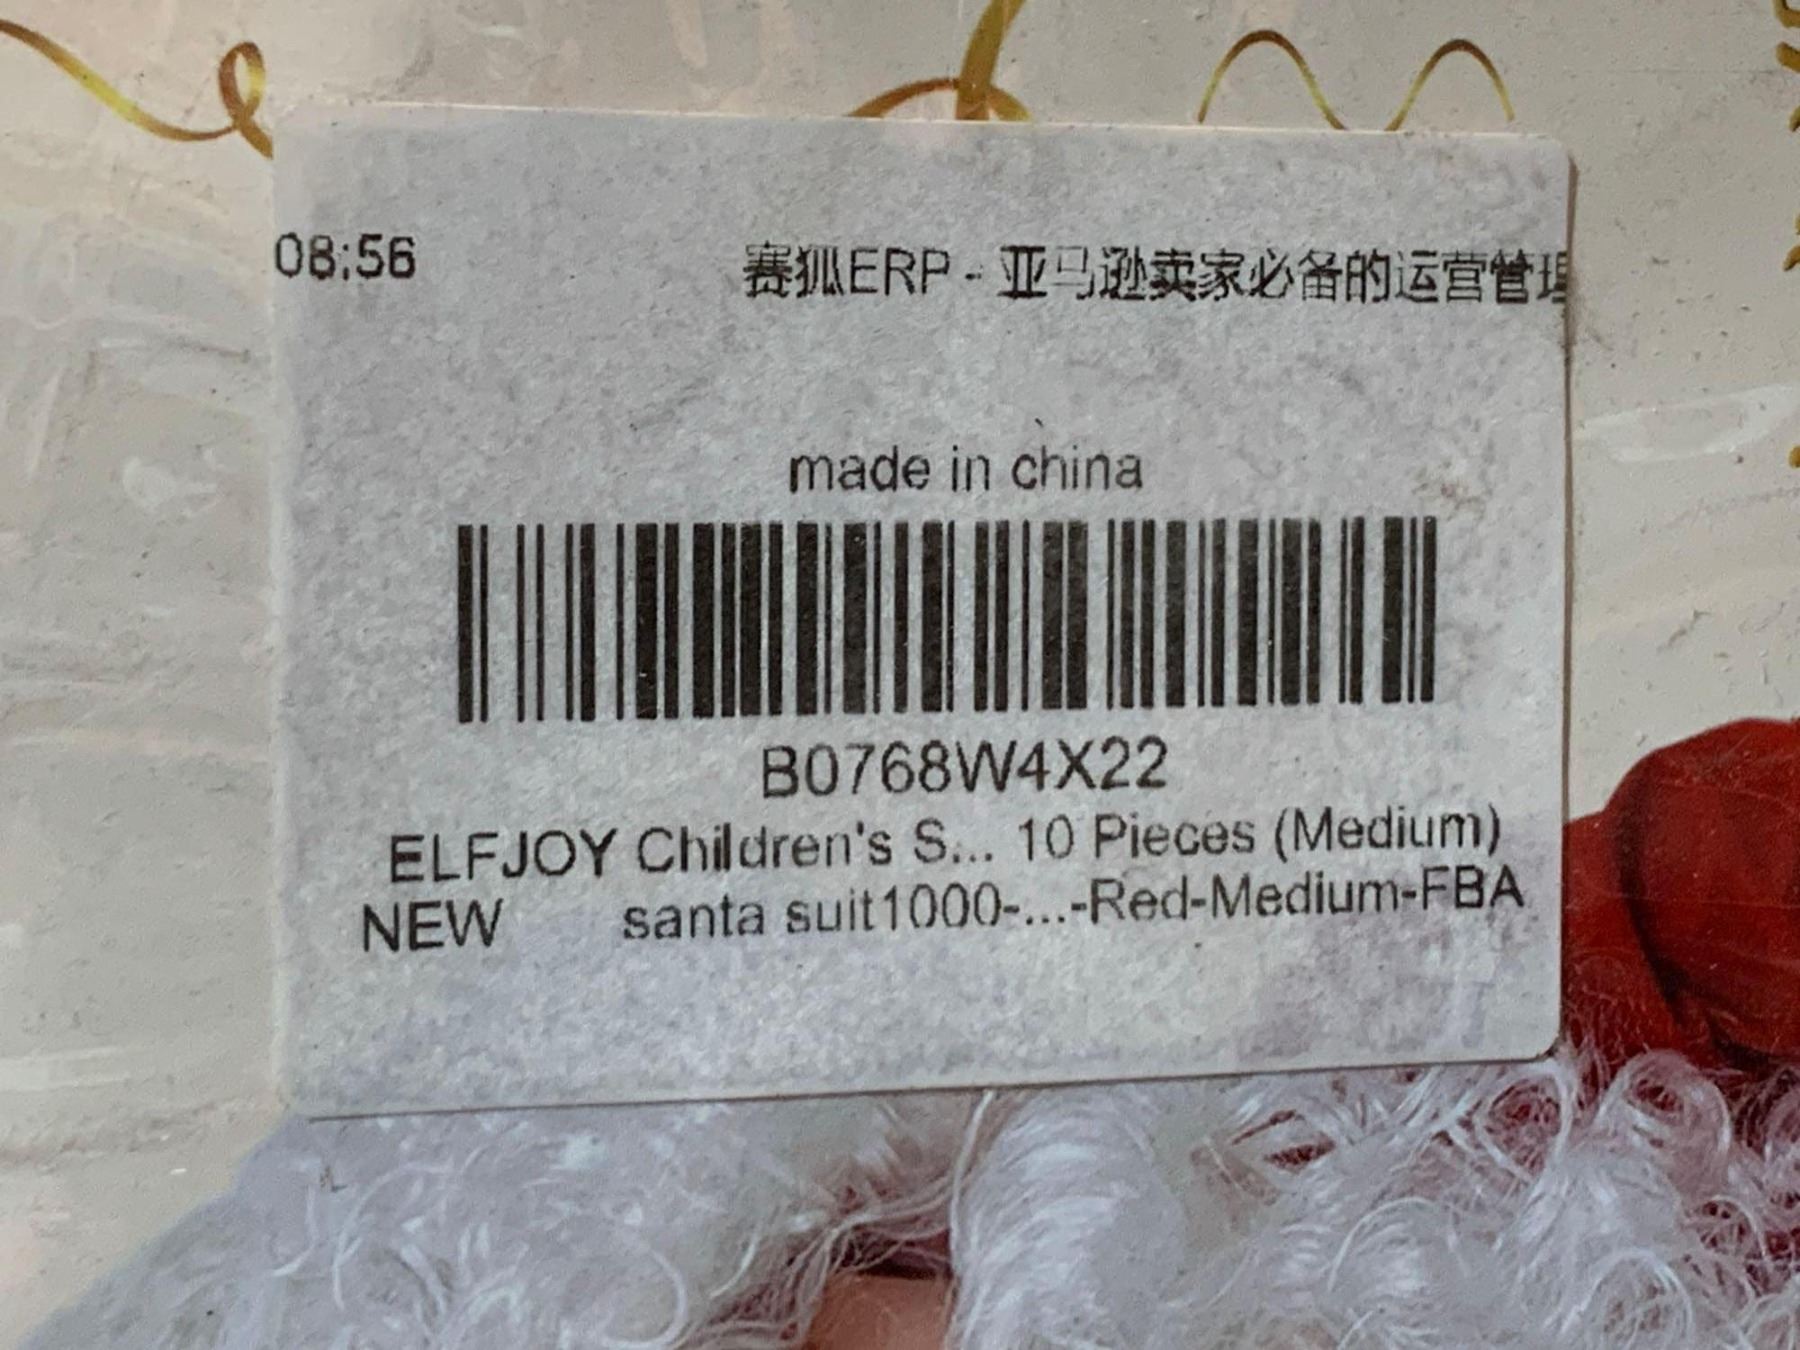 08:56 赛狐ERP - 亚马逊卖家必备的运营管理
made in china
B0768W4X22
ELFJOY Children's S... 10 Pieces (Medium)
NEW santa suit1000-...-Red-Medium-FBA